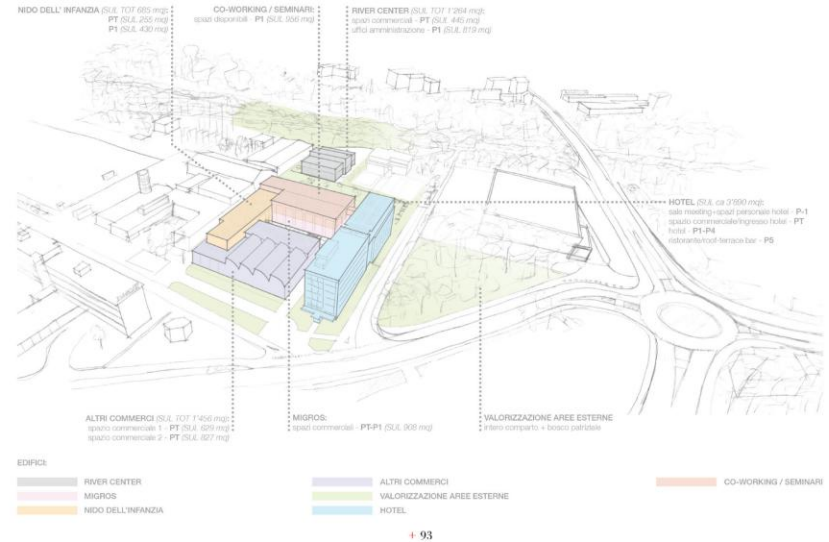 NIDO DELL' INFANZIA (SUL TOT 685 mq):
PT (SUL 255 mq)
P1 (SUL 430 mq)
CO-WORKING / SEMINARI:
spazi disponibili - P1 (SUL 956 mq)
RIVER CENTER (SUL TOT 1'264 mq):
spazi commerciali - PT (SUL 445 mq)
uffici amministrazione - P1 (SUL 819 mq)
HOTEL (SUL ca 3'890 mq):
sale meeting+spazi personale hotel - P-1
spazio commerciale/ingresso hotel - PT
hotel - P1-P4
ristorante/roof-terrace bar - P5
ALTRI COMMERCI (SUL TOT 1'456 mq):
spazio commerciale 1 - PT (SUL 629 mq)
spazio commerciale 2 - PT (SUL 827 mq)
MIGROS:
spazi commerciali - PT-P1 (SUL 908 mq)
VALORIZZAZIONE AREE ESTERNE
intero comparto + bosco patriziale
EDIFICI:
RIVER CENTER
MIGROS
NIDO DELL'INFANZIA
ALTRI COMMERCI
VALORIZZAZIONE AREE ESTERNE
HOTEL
CO-WORKING / SEMINARI
+ 93